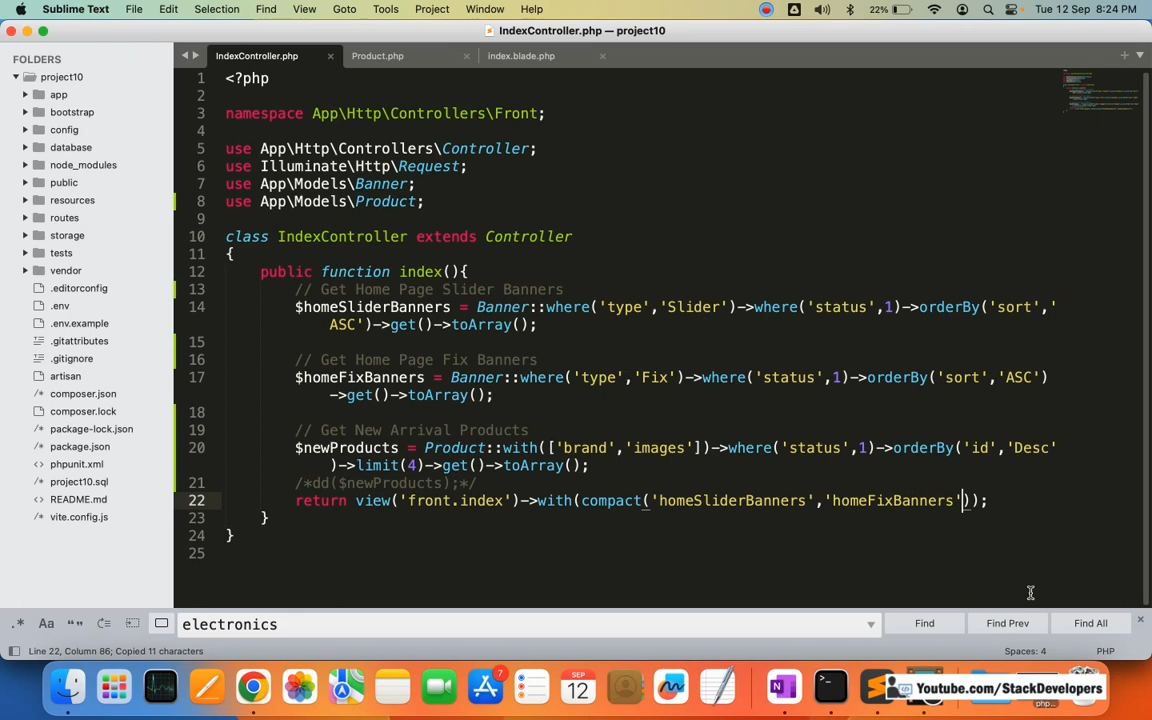 Sublime Text File Edit Selection Find View Goto Tools Project Window Help 22% Tue 12 Sep 8:24 PM
IndexController.php — project10
FOLDERS
project10
app
bootstrap
config
database
node_modules
public
resources
routes
storage
tests
vendor
.editorconfig
.env
.env.example
.gitattributes
.gitignore
artisan
composer.json
composer.lock
package-lock.json
package.json
phpunit.xml
project10.sql
README.md
vite.config.js
IndexController.php × Product.php × index.blade.php ×
1 <?php
2
3 namespace App\Http\Controllers\Front;
4
5 use App\Http\Controllers\Controller;
6 use Illuminate\Http\Request;
7 use App\Models\Banner;
8 use App\Models\Product;
9
10 class IndexController extends Controller
11 {
12 public function index(){
13 // Get Home Page Slider Banners
14 $homeSliderBanners = Banner::where('type','Slider')->where('status',1)->orderBy('sort','
ASC')->get()->toArray();
15
16 // Get Home Page Fix Banners
17 $homeFixBanners = Banner::where('type','Fix')->where('status',1)->orderBy('sort','ASC')
->get()->toArray();
18
19 // Get New Arrival Products
20 $newProducts = Product::with(['brand','images'])->where('status',1)->orderBy('id','Desc'
)->limit(4)->get()->toArray();
21 /*dd($newProducts);*/
22 return view('front.index')->with(compact('homeSliderBanners','homeFixBanners'));
23 }
24 }
25
.* Aa “” electronics Find Find Prev Find All
Line 22, Column 86; Copied 11 characters Spaces: 4 PHP
SEP
12
7
php...
Youtube.com/StackDevelopers